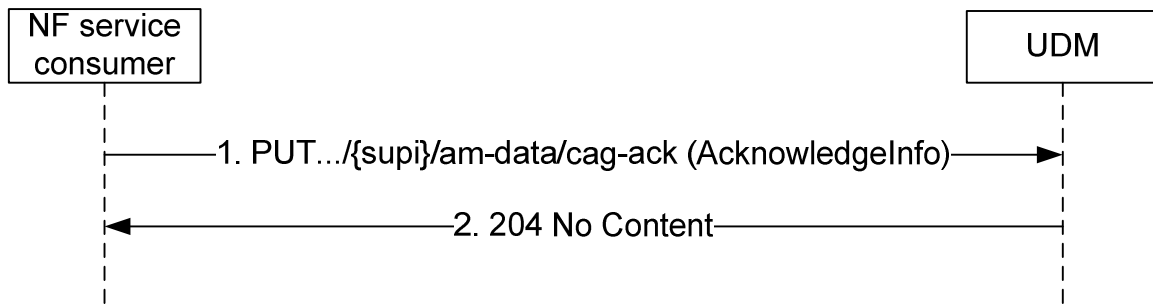 NF service
consumer
UDM
1. PUT.../{supi}/am-data/cag-ack (AcknowledgeInfo)
2. 204 No Content